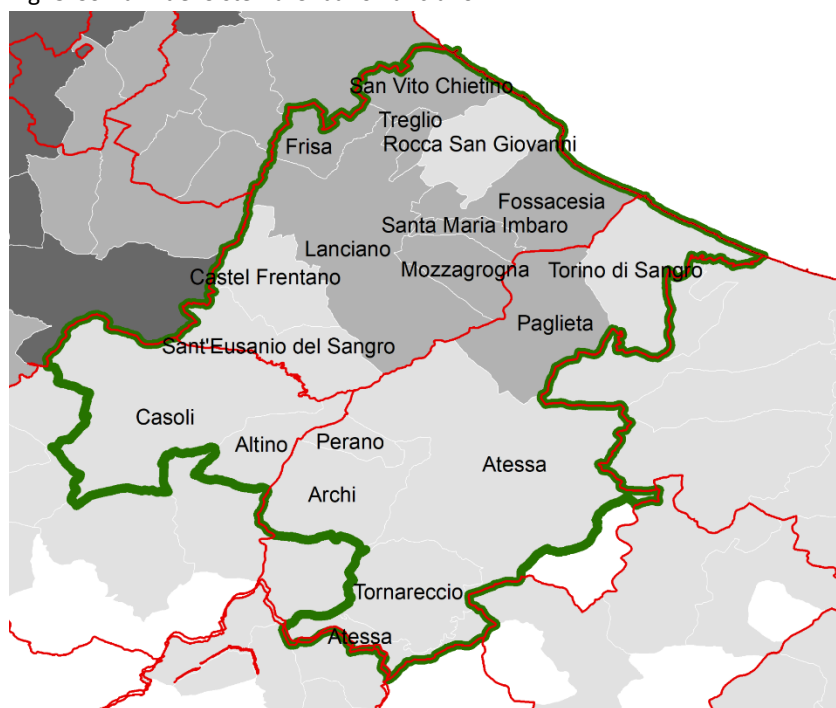 San Vito Chietino
Treglio
Rocca San Giovanni
Frisa
Fossacesia
Santa Maria Imbaro
Lanciano
Mozzagrogna
Torino di Sangro
Castel Frentano
Paglieta
Sant'Eusanio del Sangro
Casoli
Altino
Perano
Atessa
Archi
Tornareccio
Atessa